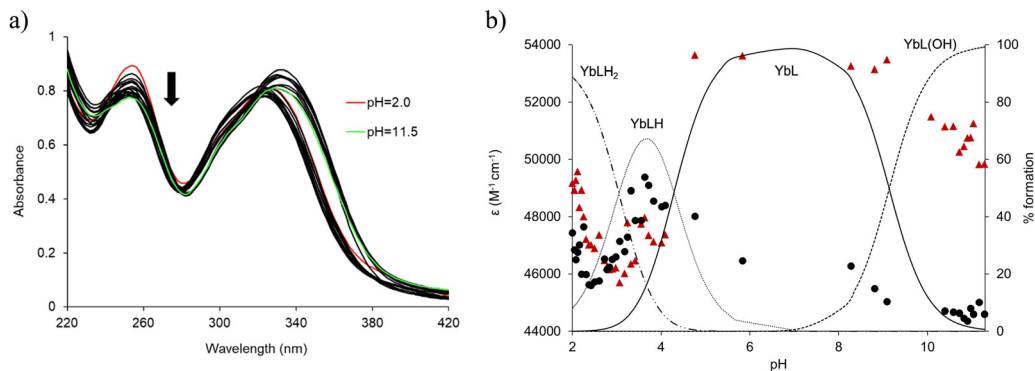 a)
Absorbance
1
0.8
0.6
0.4
0.2
0
220 260 300 340 380 420
Wavelength (nm)
pH=2.0
pH=11.5
b)
ε (M⁻¹ cm⁻¹)
54000
52000
50000
48000
46000
44000
2 4 6 8 10
pH
YbLH₂
YbLH
YbL
YbL(OH)
100
80
60
40
20
0
% formation